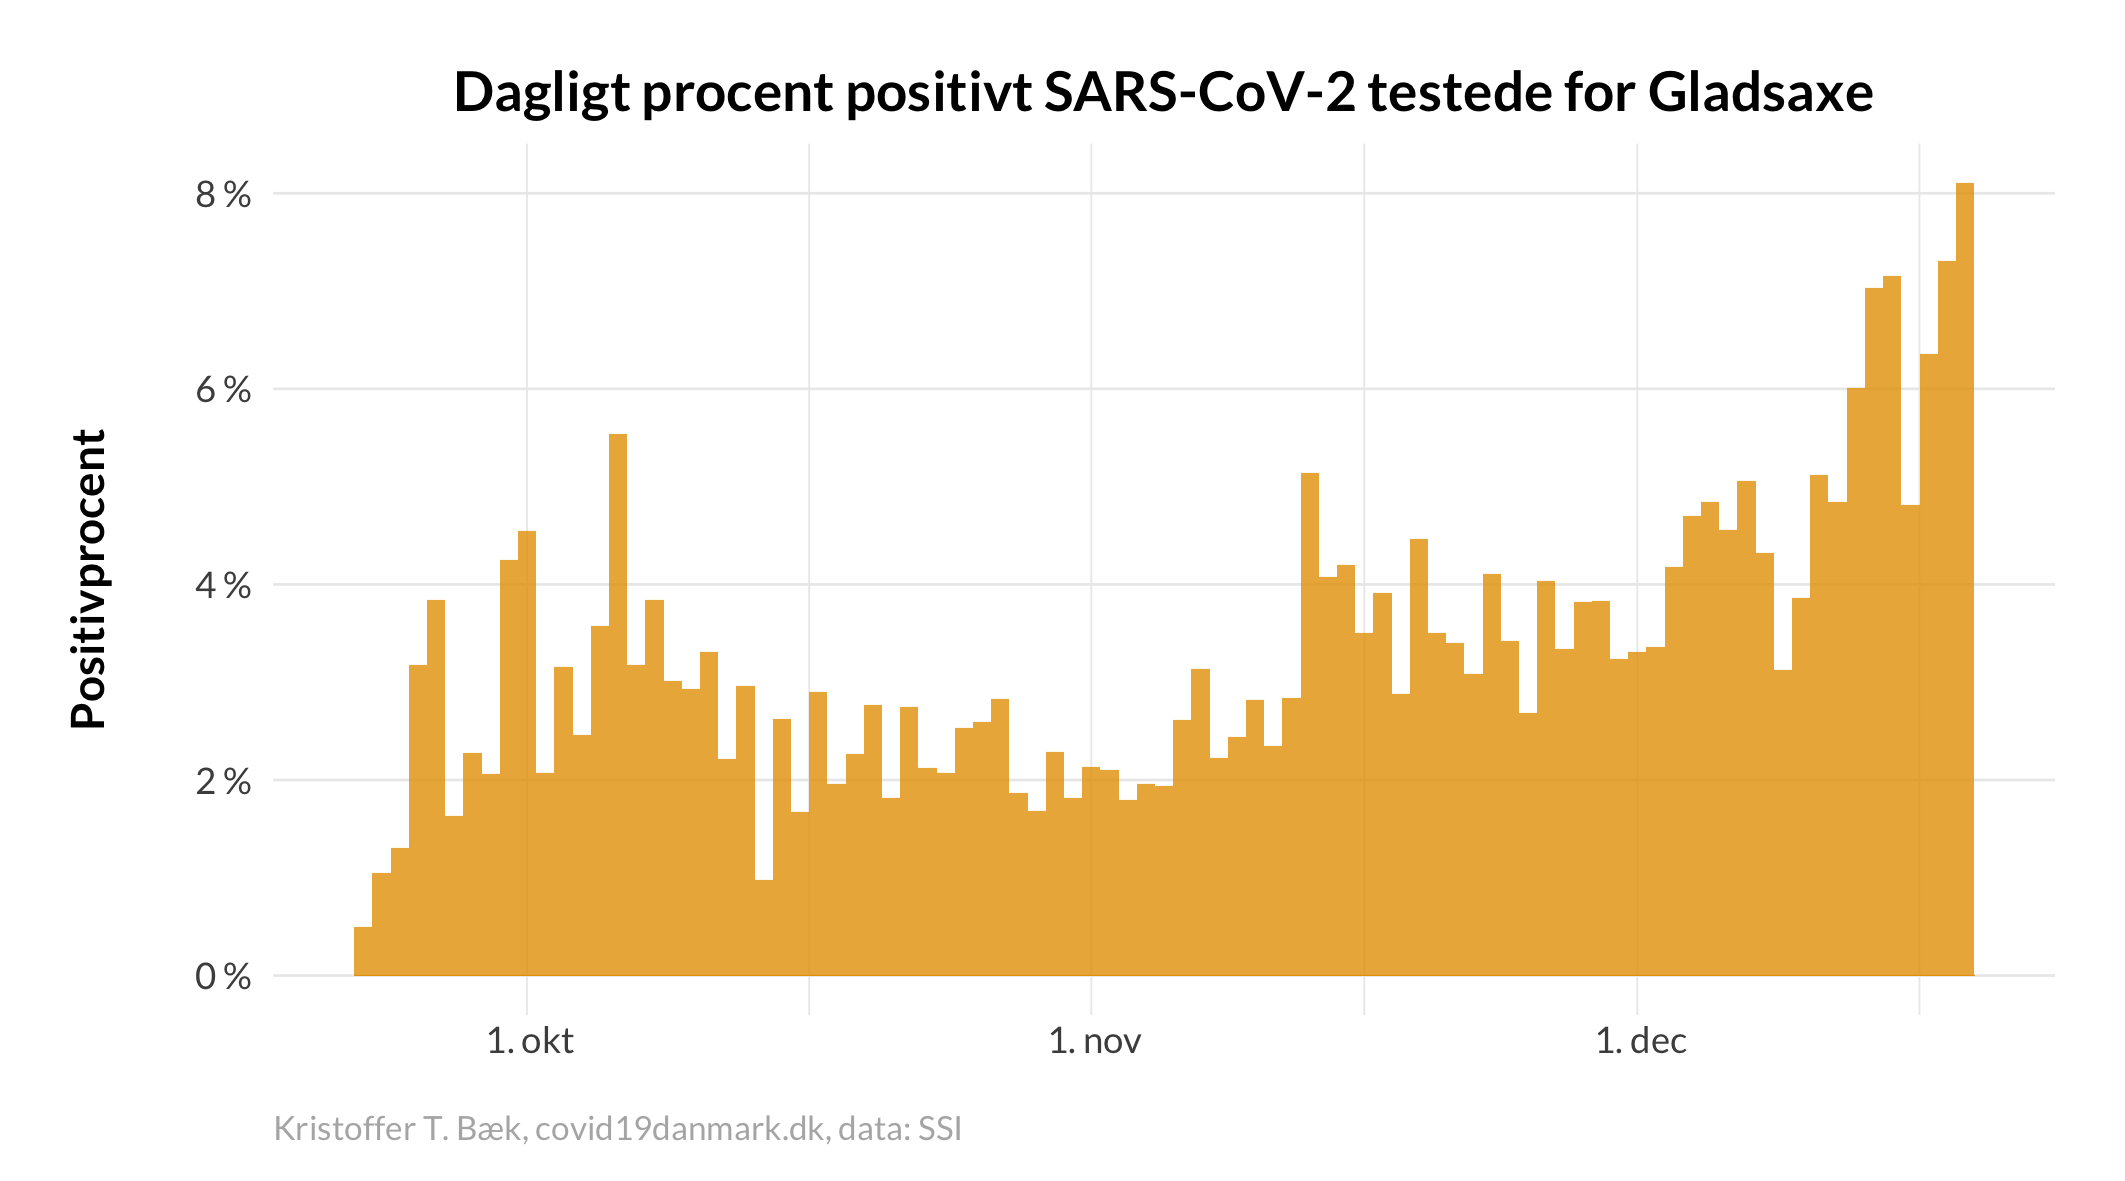 Dagligt procent positivt SARS-CoV-2 testede for Gladsaxe
Positivprocent
8 %
6 %
4 %
2 %
0 %
1. okt
1. nov
1. dec
Kristoffer T. Bæk, covid19danmark.dk, data: SSI